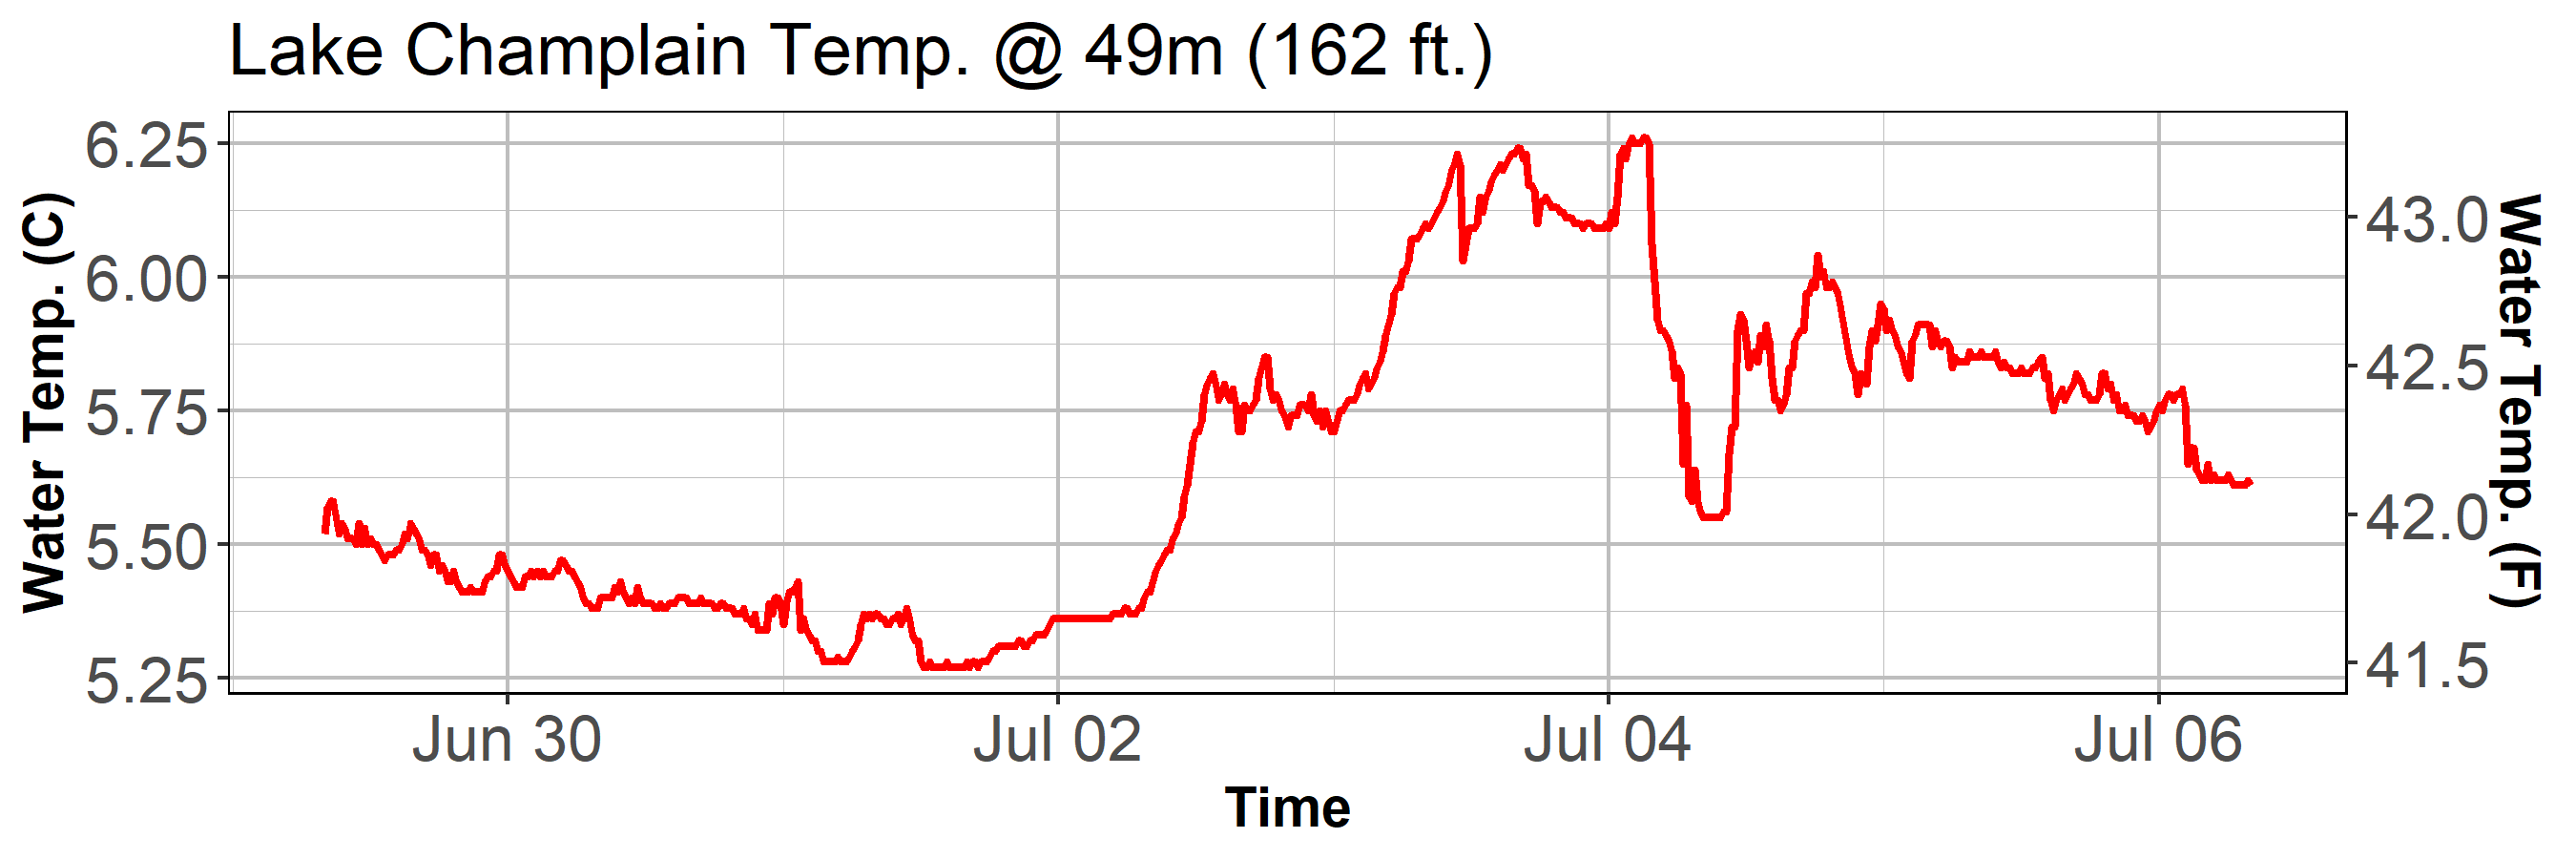 Lake Champlain Temp. @ 49m (162 ft.)
Water Temp. (C)
6.25
6.00
5.75
5.50
5.25
43.0
42.5
42.0
41.5
Water Temp. (F)
Jun 30
Jul 02
Jul 04
Jul 06
Time